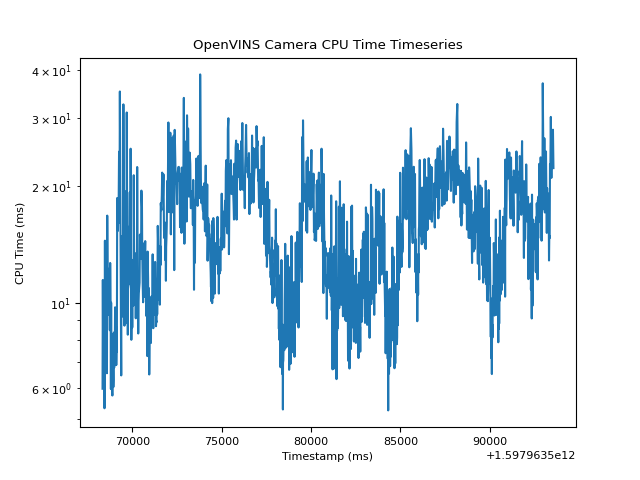 OpenVINS Camera CPU Time Timeseries
4 × 10¹
3 × 10¹
2 × 10¹
10¹
6 × 10⁰
CPU Time (ms)
70000 75000 80000 85000 90000
Timestamp (ms)
+1.5979635e12